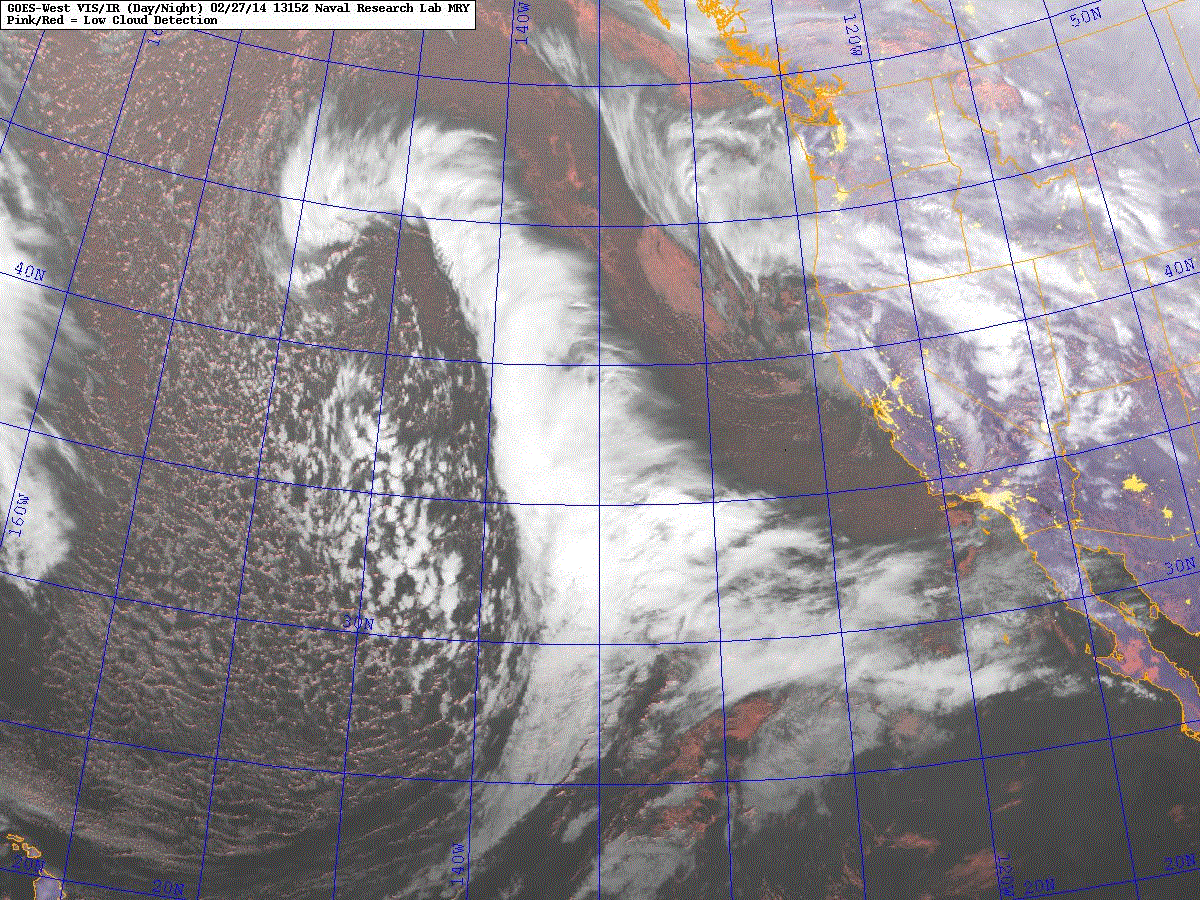 GOES-West VIS/IR (Day/Night) 02/27/14 1315Z Naval Research Lab MRY
Pink/Red = Low Cloud Detection
140W
120W
50N
40N
40N
160W
30N
30N
140W
120W
20N
20N
20N
20N